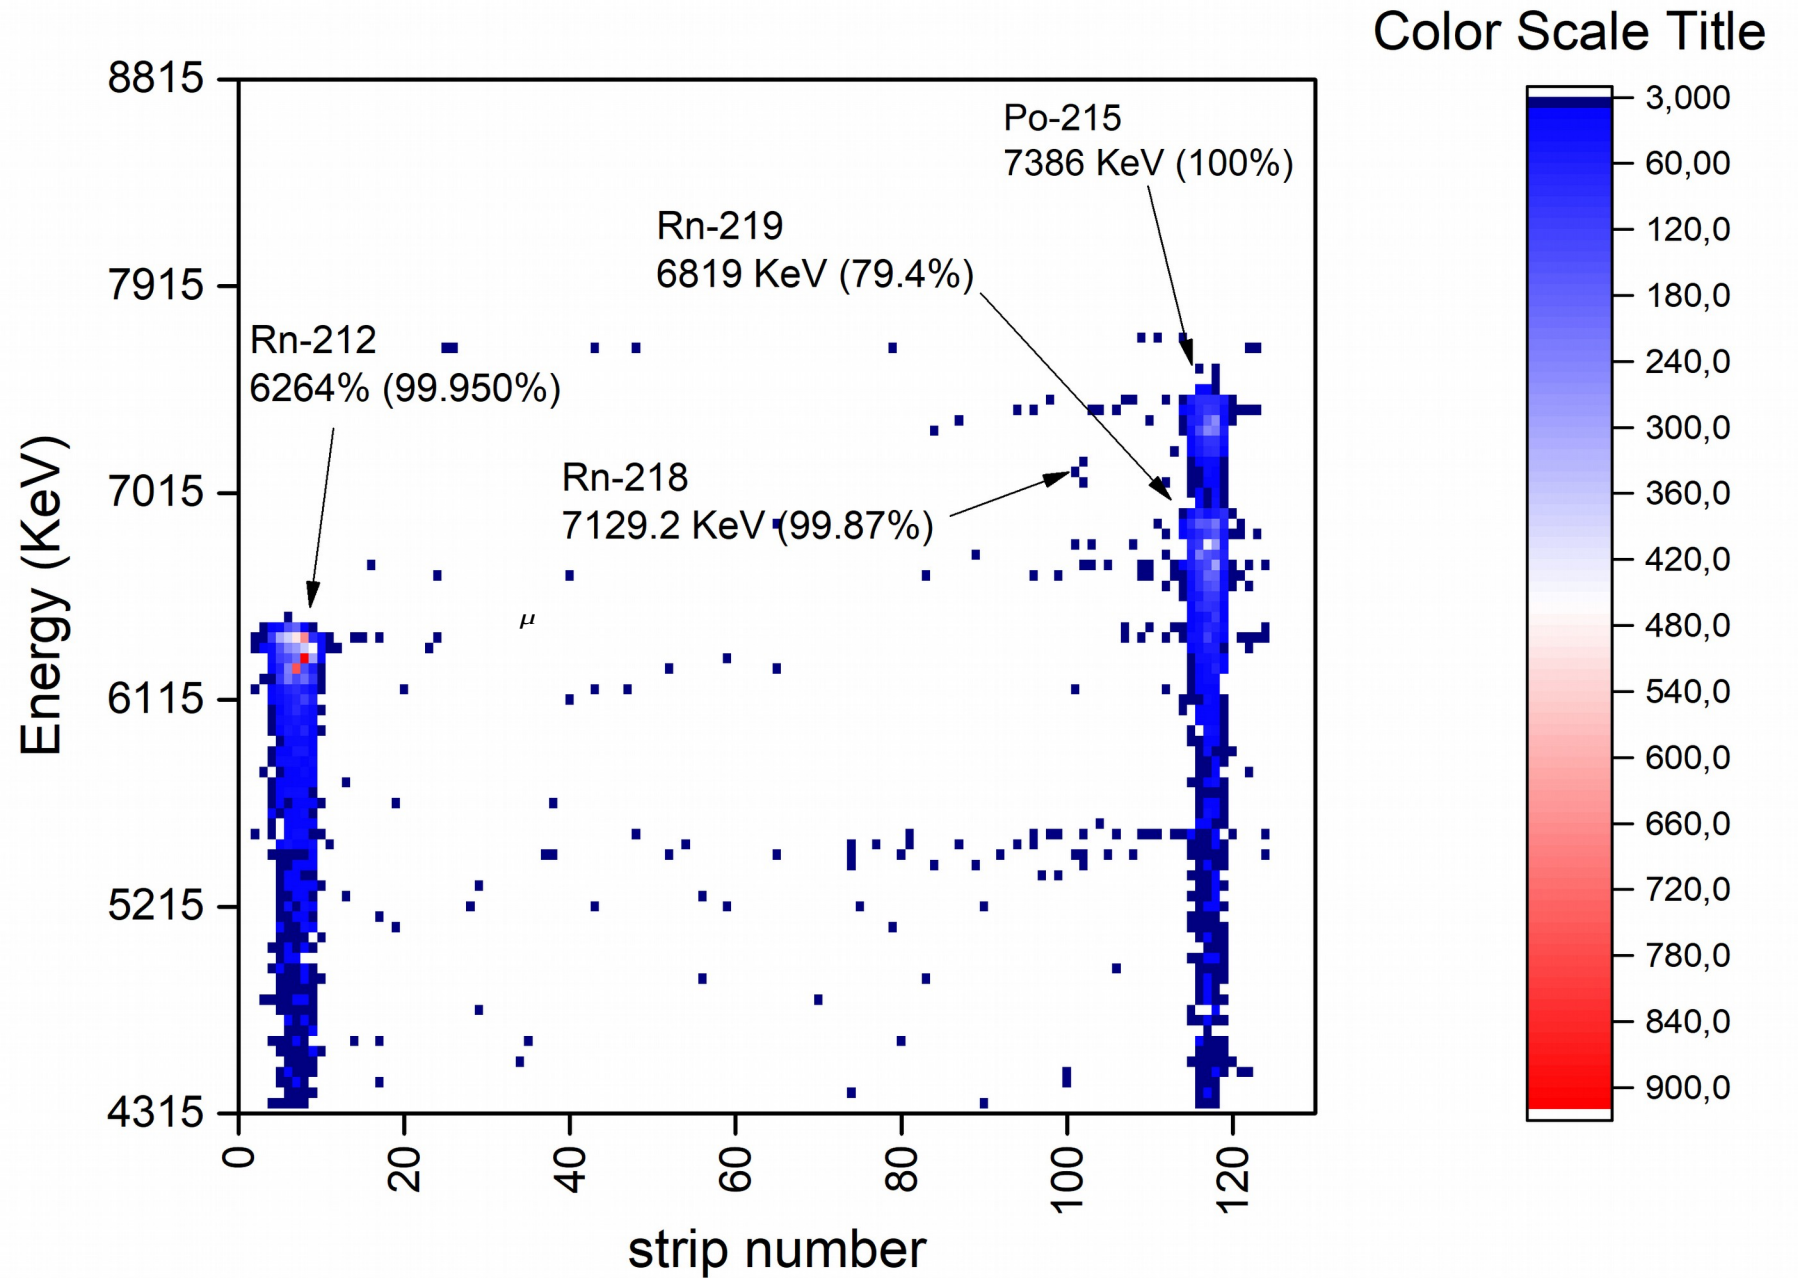 Color Scale Title
8815
7915
7015
6115
5215
4315
Energy (KeV)
0
20
40
60
80
100
120
strip number
Po-215
7386 KeV (100%)
Rn-219
6819 KeV (79.4%)
Rn-212
6264% (99.950%)
Rn-218
7129.2 KeV (99.87%)
μ
3,000
60,00
120,0
180,0
240,0
300,0
360,0
420,0
480,0
540,0
600,0
660,0
720,0
780,0
840,0
900,0